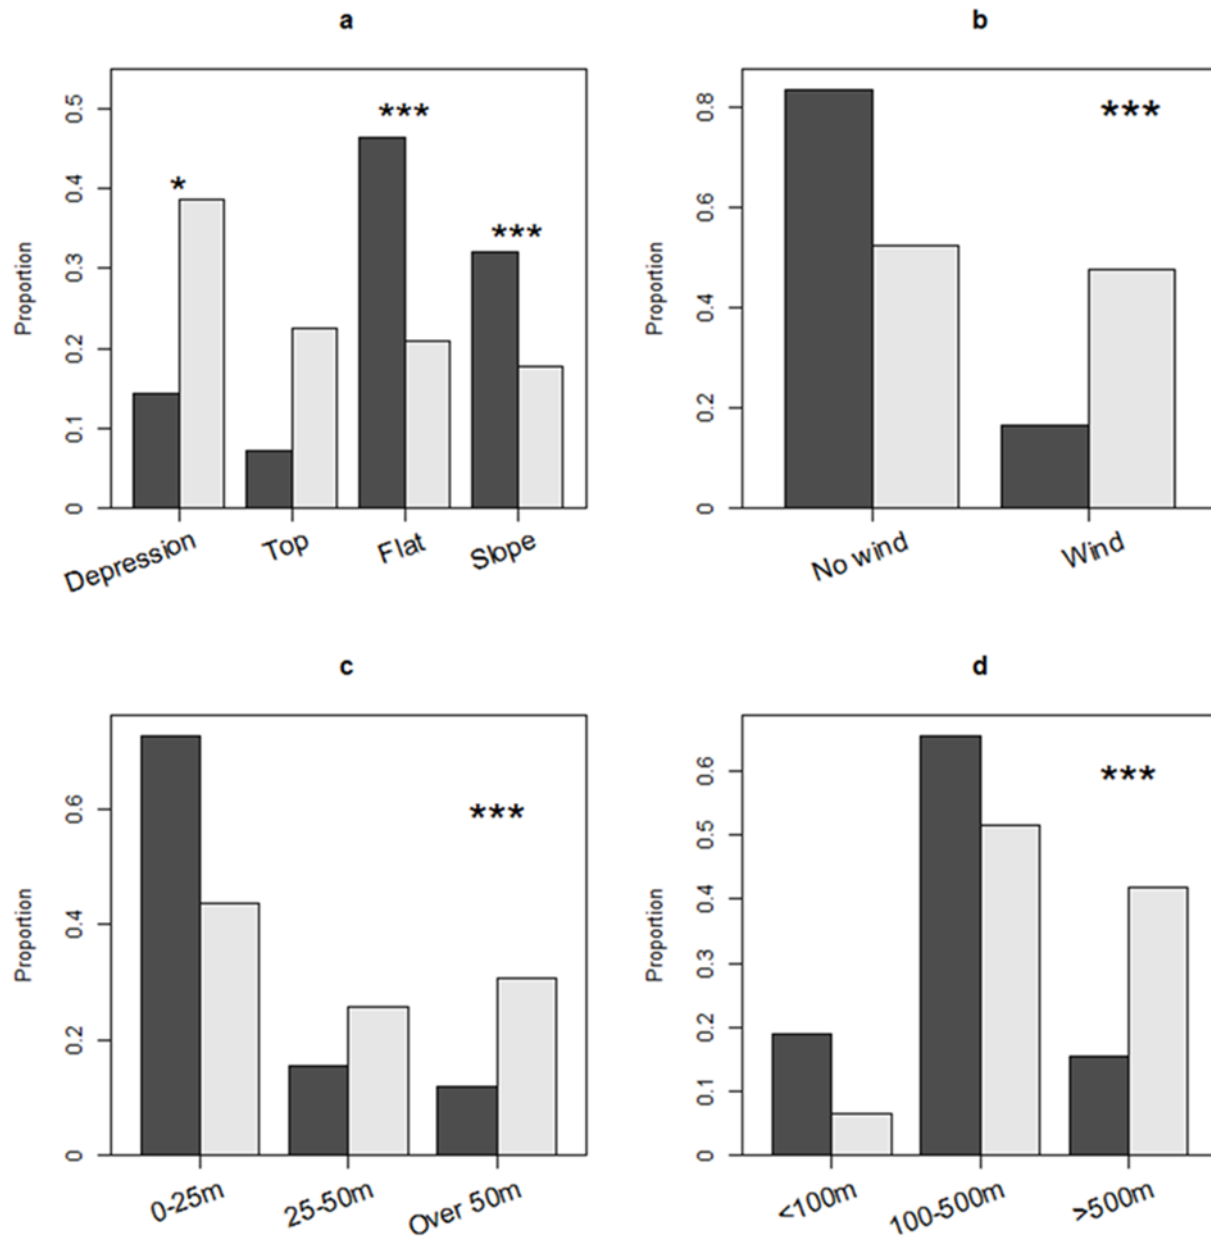 a
b
0.5
0.4
0.3
0.2
0.1
0
Proportion
*
***
***
Depression
Top
Flat
Slope
0.8
0.6
0.4
0.2
0
Proportion
***
No wind
Wind
c
d
0.6
0.4
0.2
0
Proportion
***
0-25m
25-50m
Over 50m
0.6
0.5
0.4
0.3
0.2
0.1
0
Proportion
***
<100m
100-500m
>500m